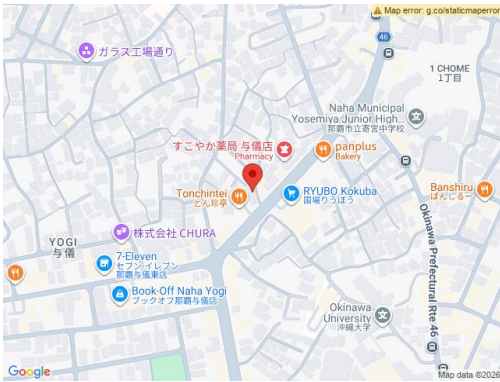 Map error: g.co/staticmaperror
46
ガラス工場通り
1 CHOME
1丁目
Naha Municipal
Yosemiya Junior High...
那覇市立寄宮中学校
すこやか薬局 与儀店
Pharmacy
panplus
Bakery
Tonchintei
とん珍亭
RYUBO Kokuba
国場りうぼう
Banshiru
ばんじるー
株式会社 CHURA
YOGI
与儀
7-Eleven
セブン-イレブン
那覇与儀東店
Book-Off Naha Yogi
ブックオフ那覇与儀店
Okinawa Prefectural Rte 46
Okinawa
University
沖縄大学
Google
Map data ©2026